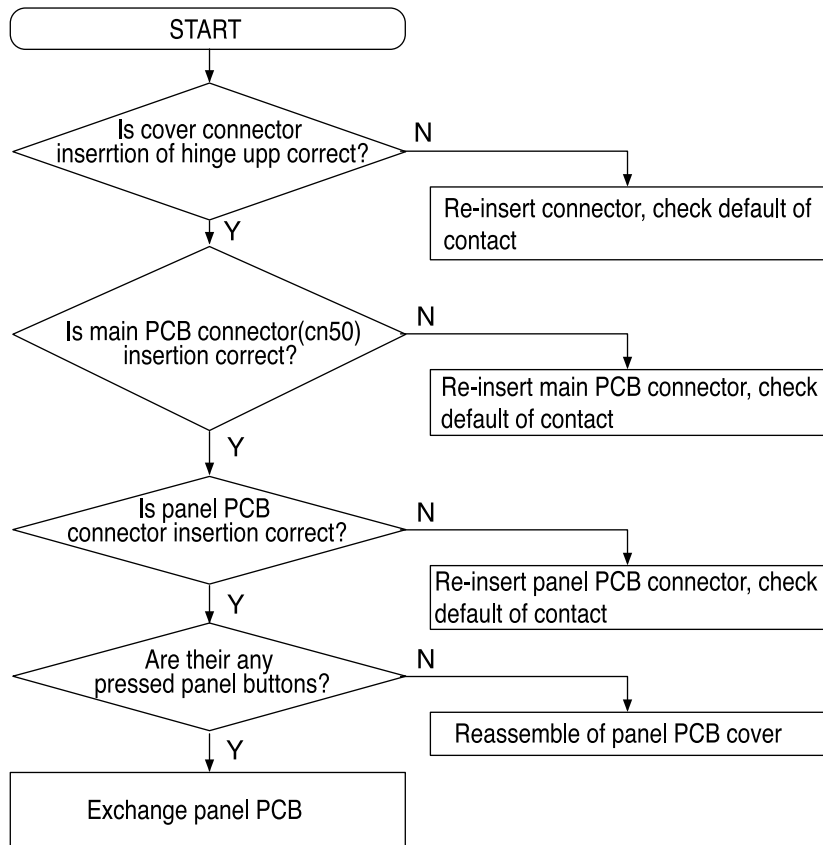 START
Is cover connector
inserrtion of hinge upp correct?
N
Re-insert connector, check default of
contact
Y
Is main PCB connector(cn50)
insertion correct?
N
Re-insert main PCB connector, check
default of contact
Y
Is panel PCB
connector insertion correct?
N
Re-insert panel PCB connector, check
default of contact
Y
Are their any
pressed panel buttons?
N
Reassemble of panel PCB cover
Y
Exchange panel PCB